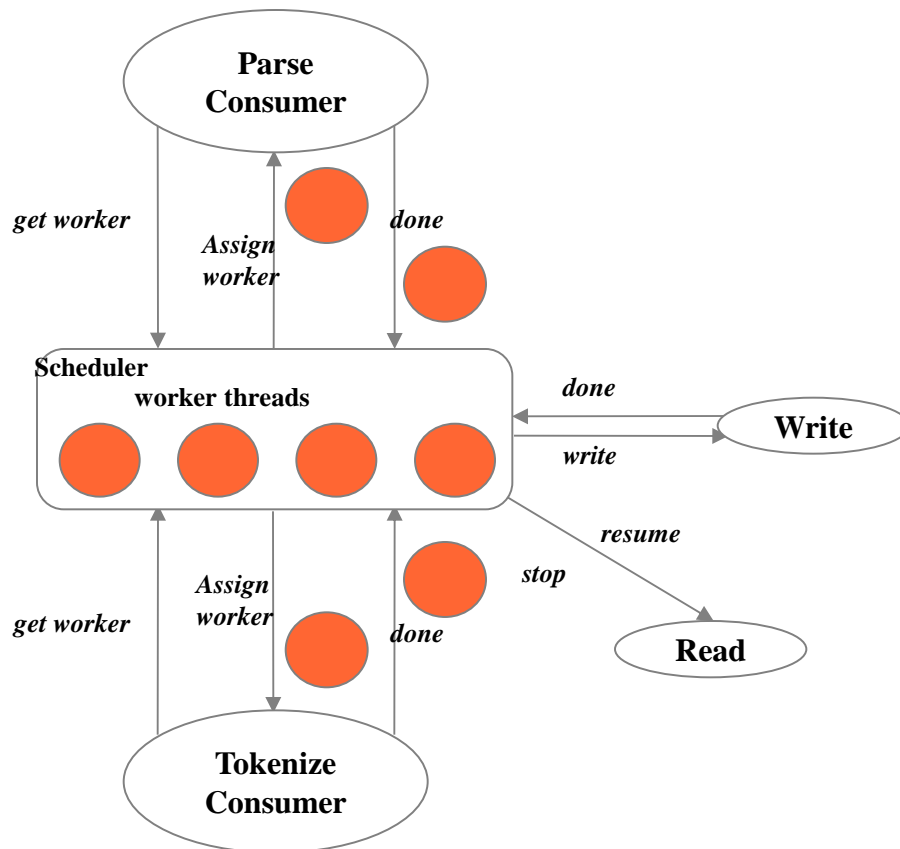 Parse
Consumer
get worker
done
Assign
worker
Scheduler
worker threads
done
Write
write
resume
stop
Assign
worker
get worker
done
Read
Tokenize
Consumer